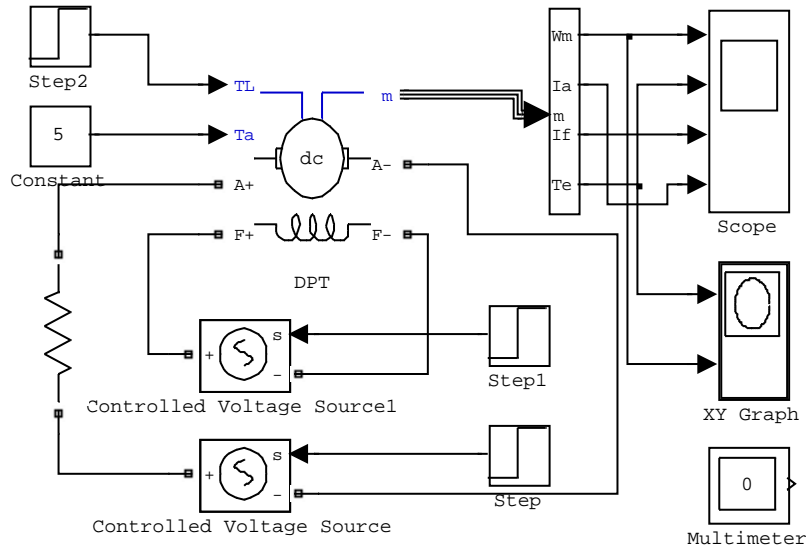 Step2
TL
m
Wm
Ia
m
If
Te
5
Ta
Constant
dc
A+
A-
Scope
F+
F-
DPT
s
+
-
Step1
Controlled Voltage Source1
XY Graph
s
+
-
Step
Controlled Voltage Source
0
Multimeter